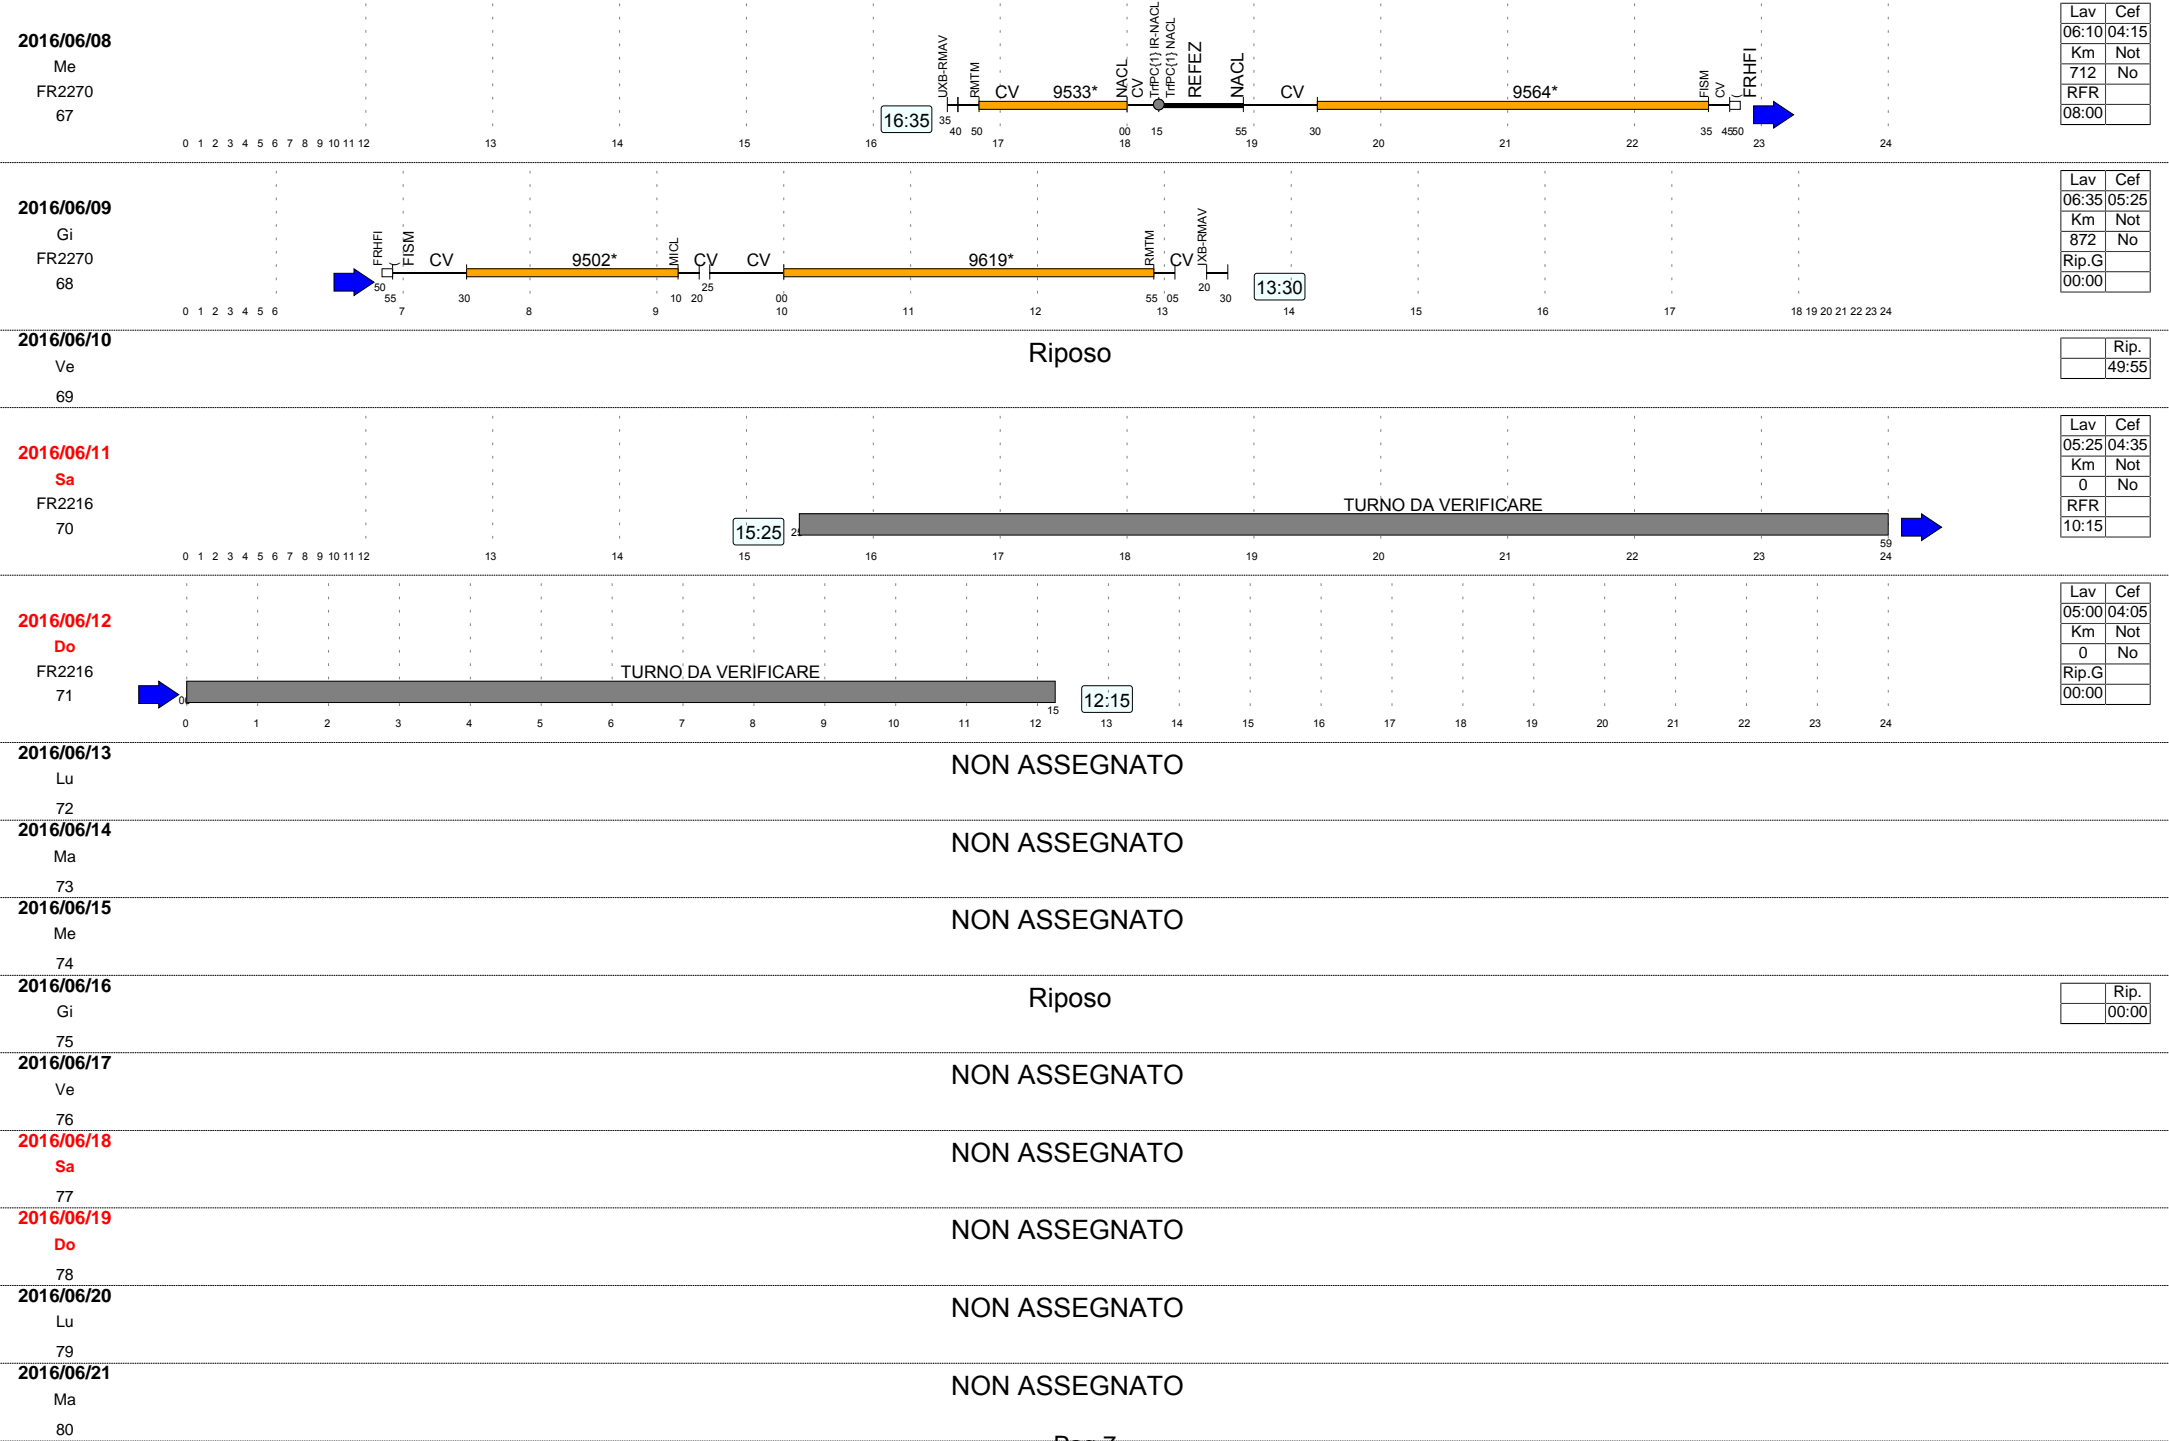 2016/06/08
Me
FR2270
67
16:35
UXB-RMAV RMTM CV 9533* NACL CV TrfPC{1} IR-NACL TrfPC{1} NACL REFEZ NACL CV 9564* FISM CV ( FRHFI
35 40 50 00 15 55 30 35 45 50
0 1 2 3 4 5 6 7 8 9 10 11 12 13 14 15 16 17 18 19 20 21 22 23 24
Lav Cef
06:10 04:15
Km Not
712 No
RFR
08:00
2016/06/09
Gi
FR2270
68
FRHFI ( FISM CV 9502* MICL CV CV 9619* RMTM CV
50 55 30 10 20 25 00 55 05 20 30
13:30
0 1 2 3 4 5 6 7 8 9 10 11 12 13 14 15 16 17 18 19 20 21 22 23 24
Lav Cef
06:35 05:25
Km Not
872 No
Rip.G
00:00
2016/06/10
Ve
69
Riposo
Rip.
49:55
2016/06/11
Sa
FR2216
70
15:25
TURNO DA VERIFICARE
59
0 1 2 3 4 5 6 7 8 9 10 11 12 13 14 15 16 17 18 19 20 21 22 23 24
Lav Cef
05:25 04:35
Km Not
0 No
RFR
10:15
2016/06/12
Do
FR2216
71
TURNO DA VERIFICARE
15
12:15
0 1 2 3 4 5 6 7 8 9 10 11 12 13 14 15 16 17 18 19 20 21 22 23 24
Lav Cef
05:00 04:05
Km Not
0 No
Rip.G
00:00
2016/06/13
Lu
72
NON ASSEGNATO
2016/06/14
Ma
73
NON ASSEGNATO
2016/06/15
Me
74
NON ASSEGNATO
2016/06/16
Gi
75
Riposo
Rip.
00:00
2016/06/17
Ve
76
NON ASSEGNATO
2016/06/18
Sa
77
NON ASSEGNATO
2016/06/19
Do
78
NON ASSEGNATO
2016/06/20
Lu
79
NON ASSEGNATO
2016/06/21
Ma
80
NON ASSEGNATO